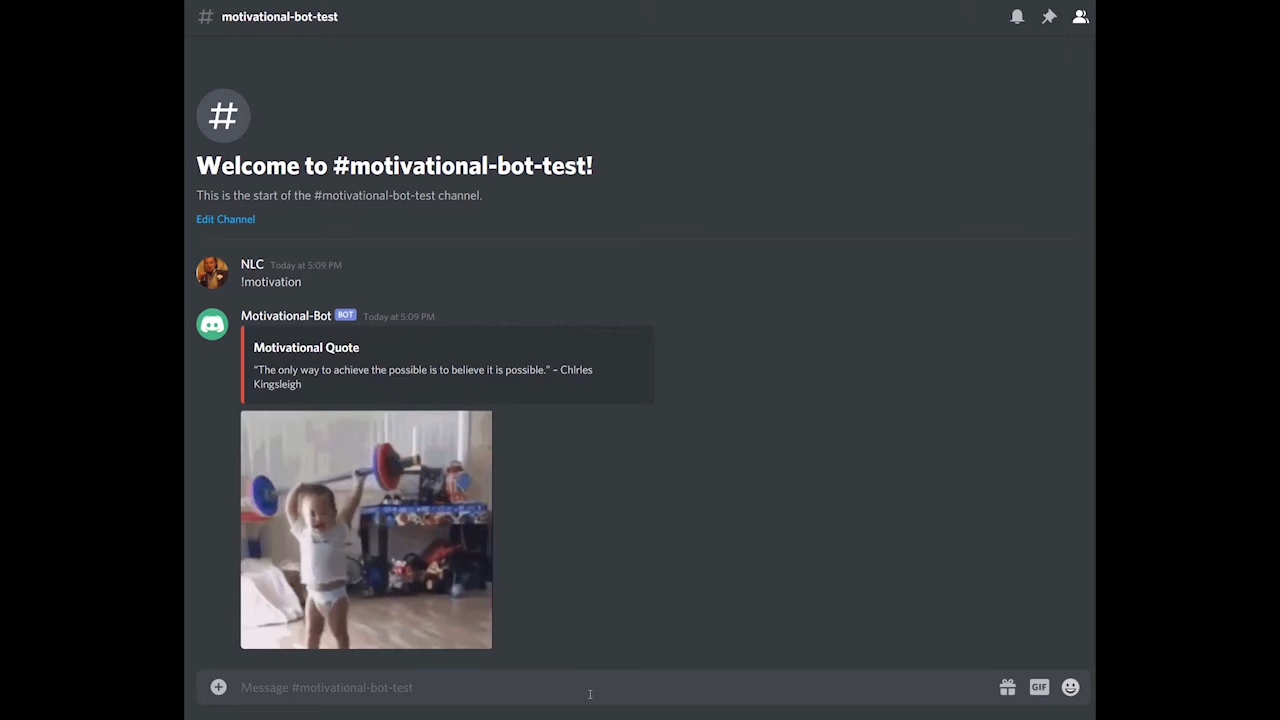 motivational-bot-test
Welcome to #motivational-bot-test!
This is the start of the #motivational-bot-test channel.
Edit Channel
NLC Today at 5:09 PM
!motivation
Motivational-Bot BOT Today at 5:09 PM
Motivational Quote
“The only way to achieve the possible is to believe it is possible.” – Chlrles
Kingsleigh
Message #motivational-bot-test
GIF